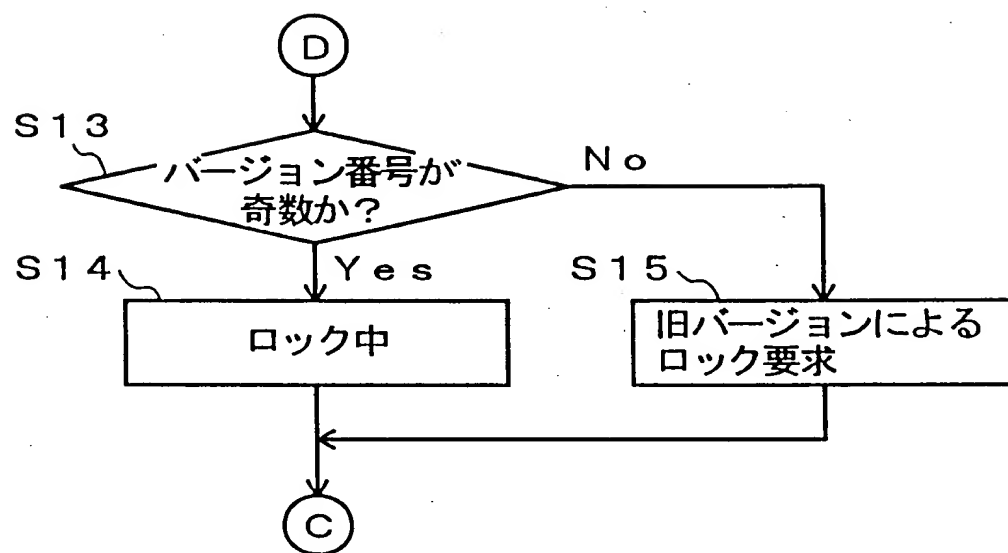 D
S13
バージョン番号が
奇数か?
No
S14
Yes
S15
ロック中
旧バージョンによる
ロック要求
C